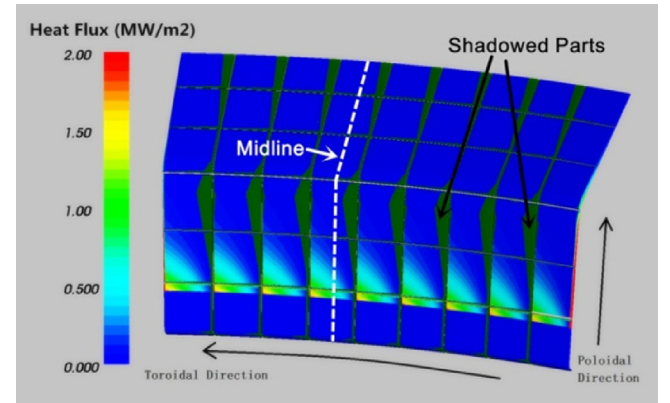 Heat Flux (MW/m2)
2.00
1.50
1.00
0.500
0.000
Shadowed Parts
Midline
Toroidal Direction
Poloidal
Direction